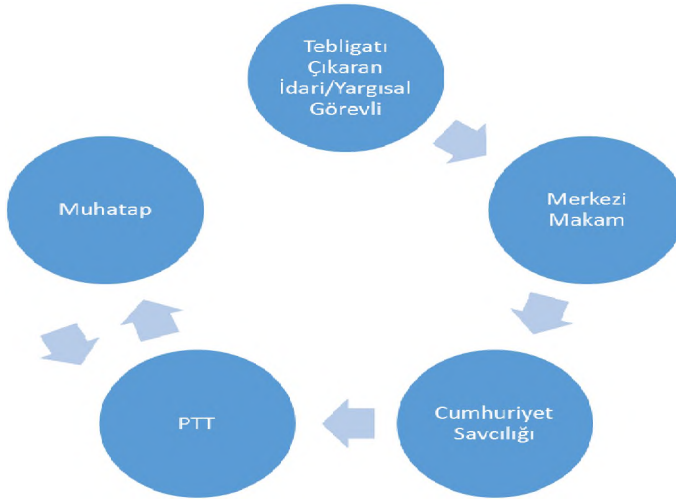 Tebligatı
Çıkaran
İdari/Yargısal
Görevli
Merkezi
Makam
Cumhuriyet
Savcılığı
PTT
Muhatap